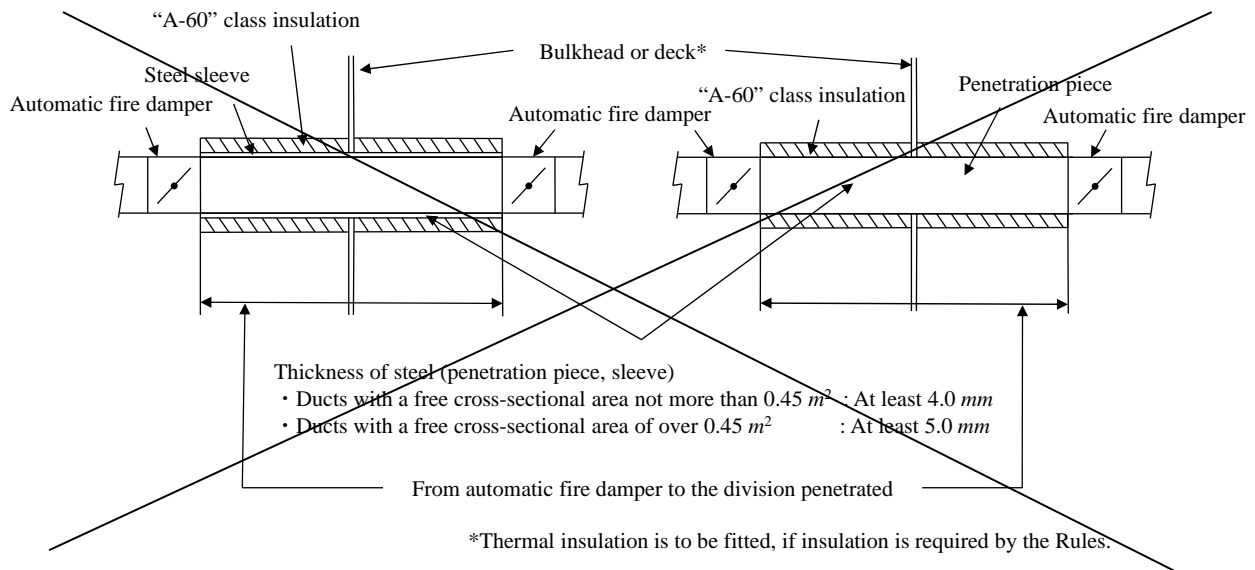 “A-60” class insulation
Bulkhead or deck*
Steel sleeve
Automatic fire damper
Automatic fire damper
“A-60” class insulation
Penetration piece
Automatic fire damper
Thickness of steel (penetration piece, sleeve)
・Ducts with a free cross-sectional area not more than 0.45 m² : At least 4.0 mm
・Ducts with a free cross-sectional area of over 0.45 m² : At least 5.0 mm
From automatic fire damper to the division penetrated
*Thermal insulation is to be fitted, if insulation is required by the Rules.